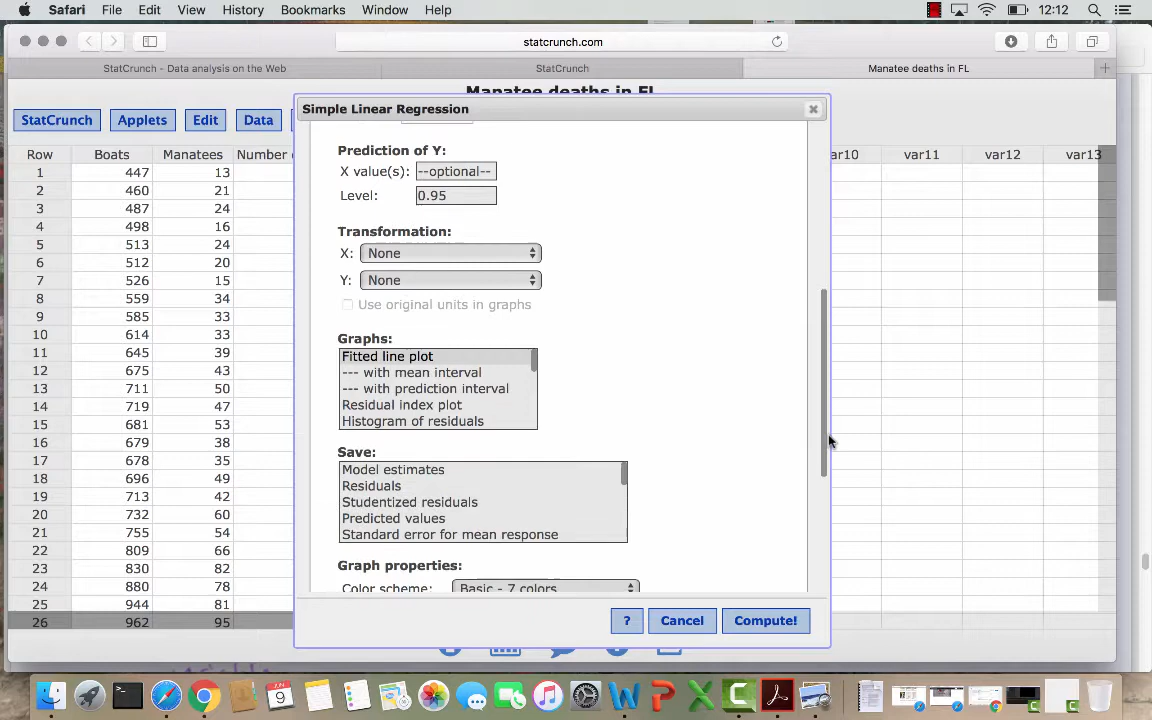 Safari File Edit View History Bookmarks Window Help 12:12
statcrunch.com
StatCrunch - Data analysis on the Web StatCrunch Manatee deaths in FL
Manatee deaths in FL
StatCrunch Applets Edit Data
Simple Linear Regression
Row Boats Manatees Number var10 var11 var12 var13
1 447 13
2 460 21
3 487 24
4 498 16
5 513 24
6 512 20
7 526 15
8 559 34
9 585 33
10 614 33
11 645 39
12 675 43
13 711 50
14 719 47
15 681 53
16 679 38
17 678 35
18 696 49
19 713 42
20 732 60
21 755 54
22 809 66
23 830 82
24 880 78
25 944 81
26 962 95
Prediction of Y:
X value(s): --optional--
Level: 0.95
Transformation:
X: None
Y: None
Use original units in graphs
Graphs:
Fitted line plot
--- with mean interval
--- with prediction interval
Residual index plot
Histogram of residuals
Save:
Model estimates
Residuals
Studentized residuals
Predicted values
Standard error for mean response
Graph properties:
Color scheme: Basic - 7 colors
? Cancel Compute!